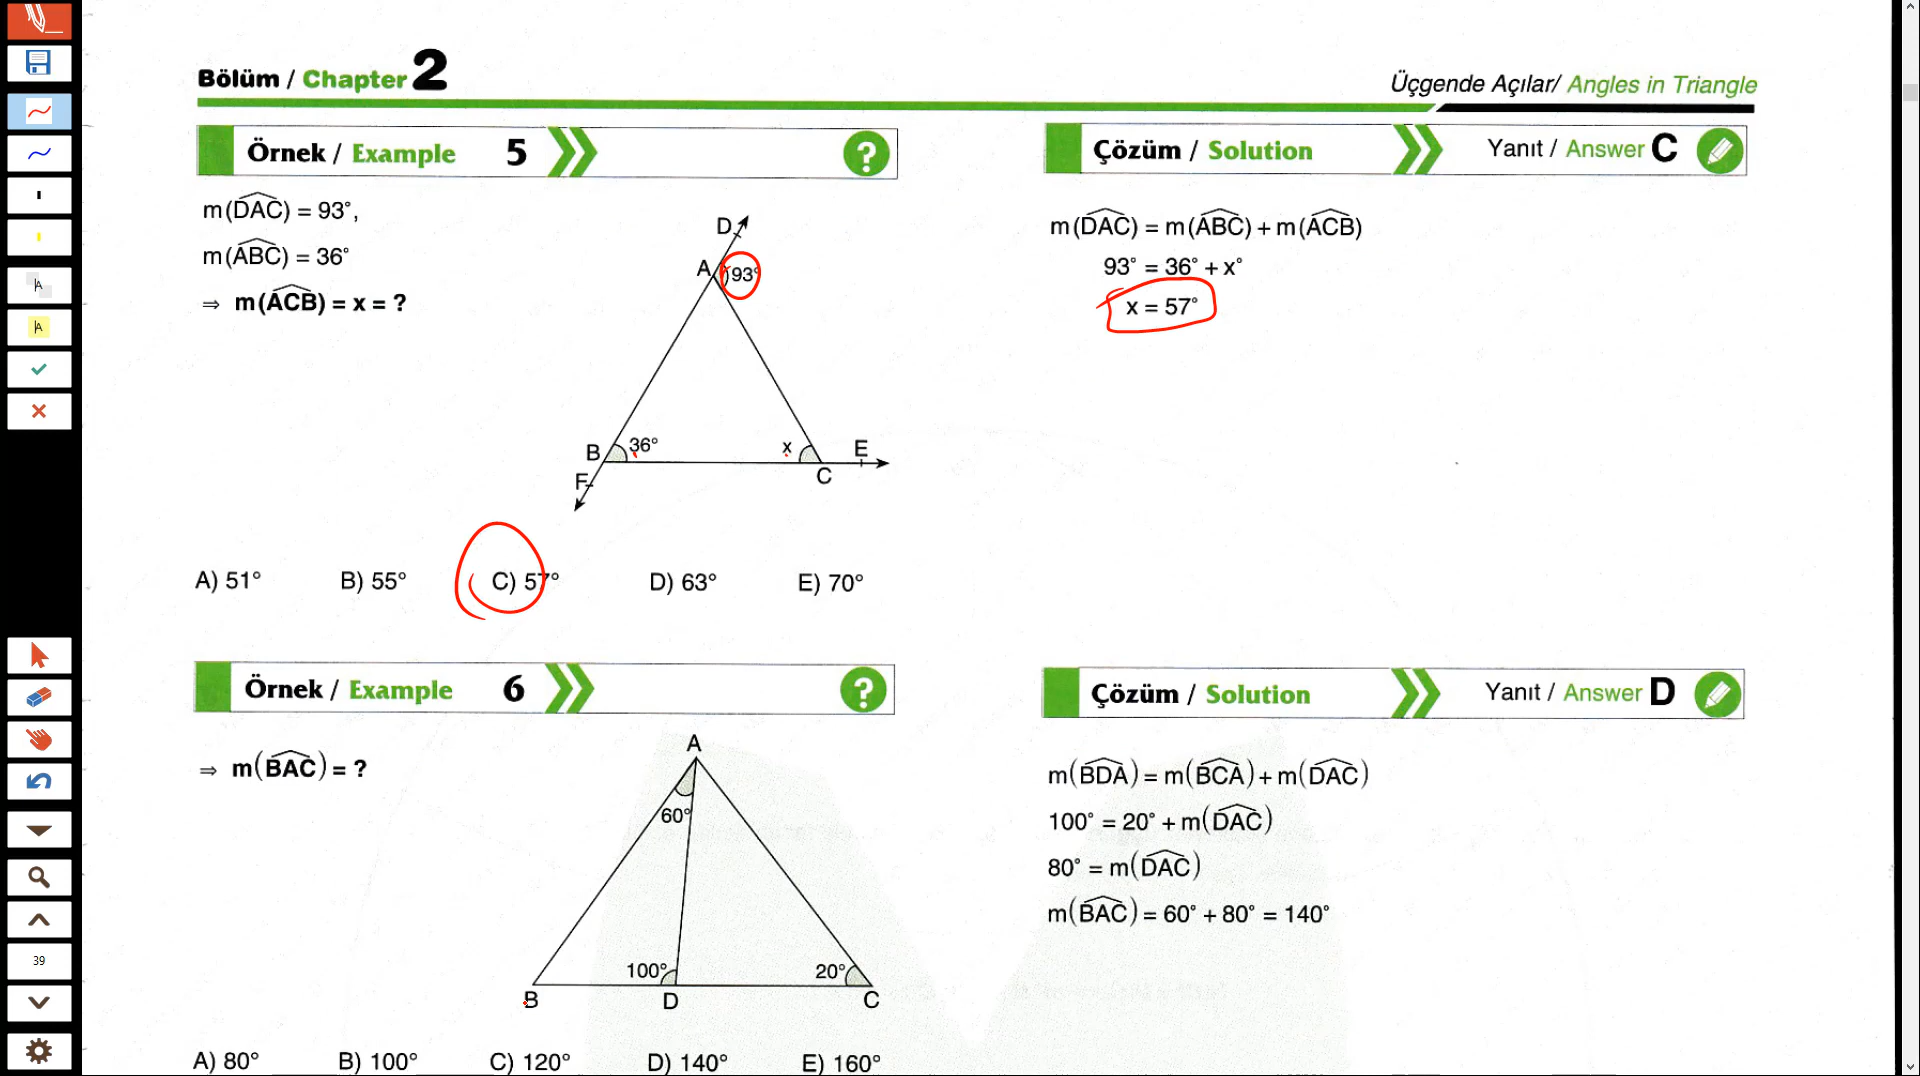 Bölüm / Chapter 2
Üçgende Açılar/ Angles in Triangle
Örnek / Example 5
?
m(DAC) = 93°,
m(ABC) = 36°
⇒ m(ACB) = x = ?
D
A
93°
B
36°
x
E
F
C
A) 51°
B) 55°
C) 57°
D) 63°
E) 70°
Çözüm / Solution
Yanıt / Answer C
m(DAC) = m(ABC) + m(ACB)
93° = 36° + x°
x = 57°
Örnek / Example 6
?
⇒ m(BAC) = ?
A
60°
100°
20°
B
D
C
A) 80°
B) 100°
C) 120°
D) 140°
E) 160°
Çözüm / Solution
Yanıt / Answer D
m(BDA) = m(BCA) + m(DAC)
100° = 20° + m(DAC)
80° = m(DAC)
m(BAC) = 60° + 80° = 140°
A
A
39